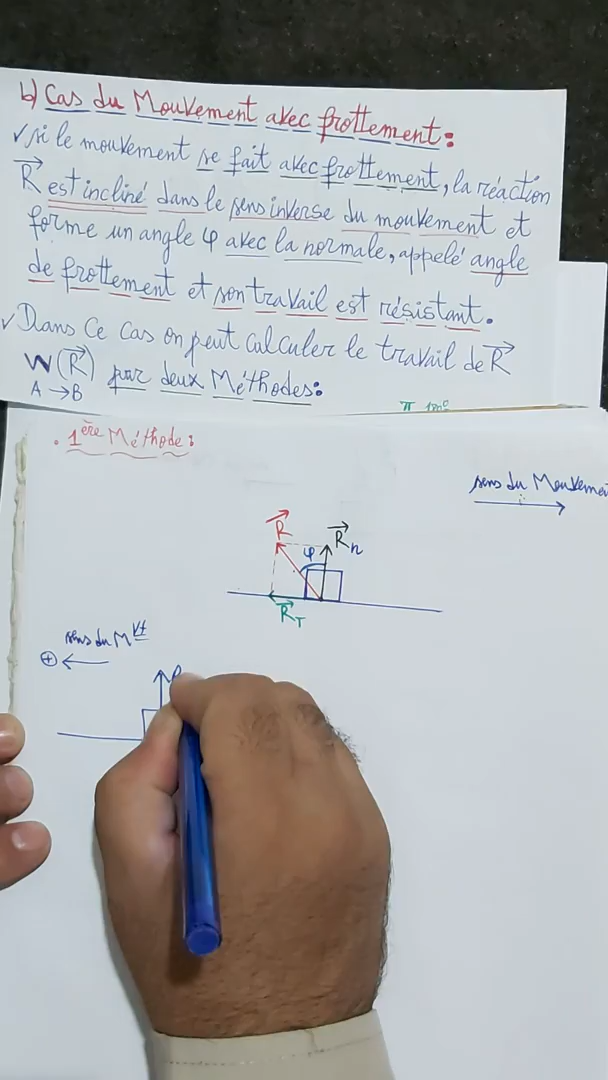 b) Cas du Mouvement avec frottement:
✓ si le mouvement se fait avec frottement, la réaction
R⃗ est incliné dans le sens inverse du mouvement et
forme un angle φ avec la normale, appelé angle
de frottement et son travail est résistant.
✓ Dans ce cas on peut calculer le travail de R⃗
W(R⃗) par deux Méthodes:
A → B
. 1ère Méthode:
sens du Mouvemen
R⃗
R⃗n
φ
R⃗T
sens du Mvt
⊕